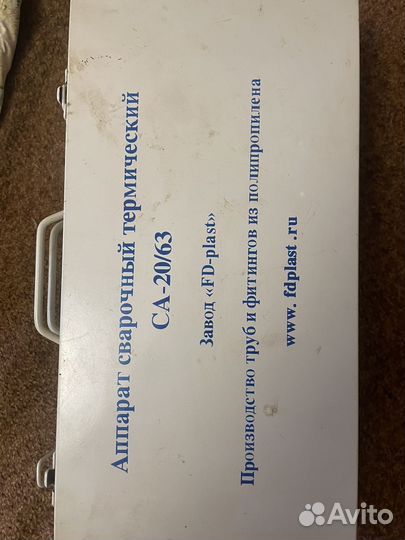 Аппарат сварочный термический
СА-20/63
Завод «FD-plast»
Производство труб и фитингов из полипропилена
www. fdplast .ru
Avito